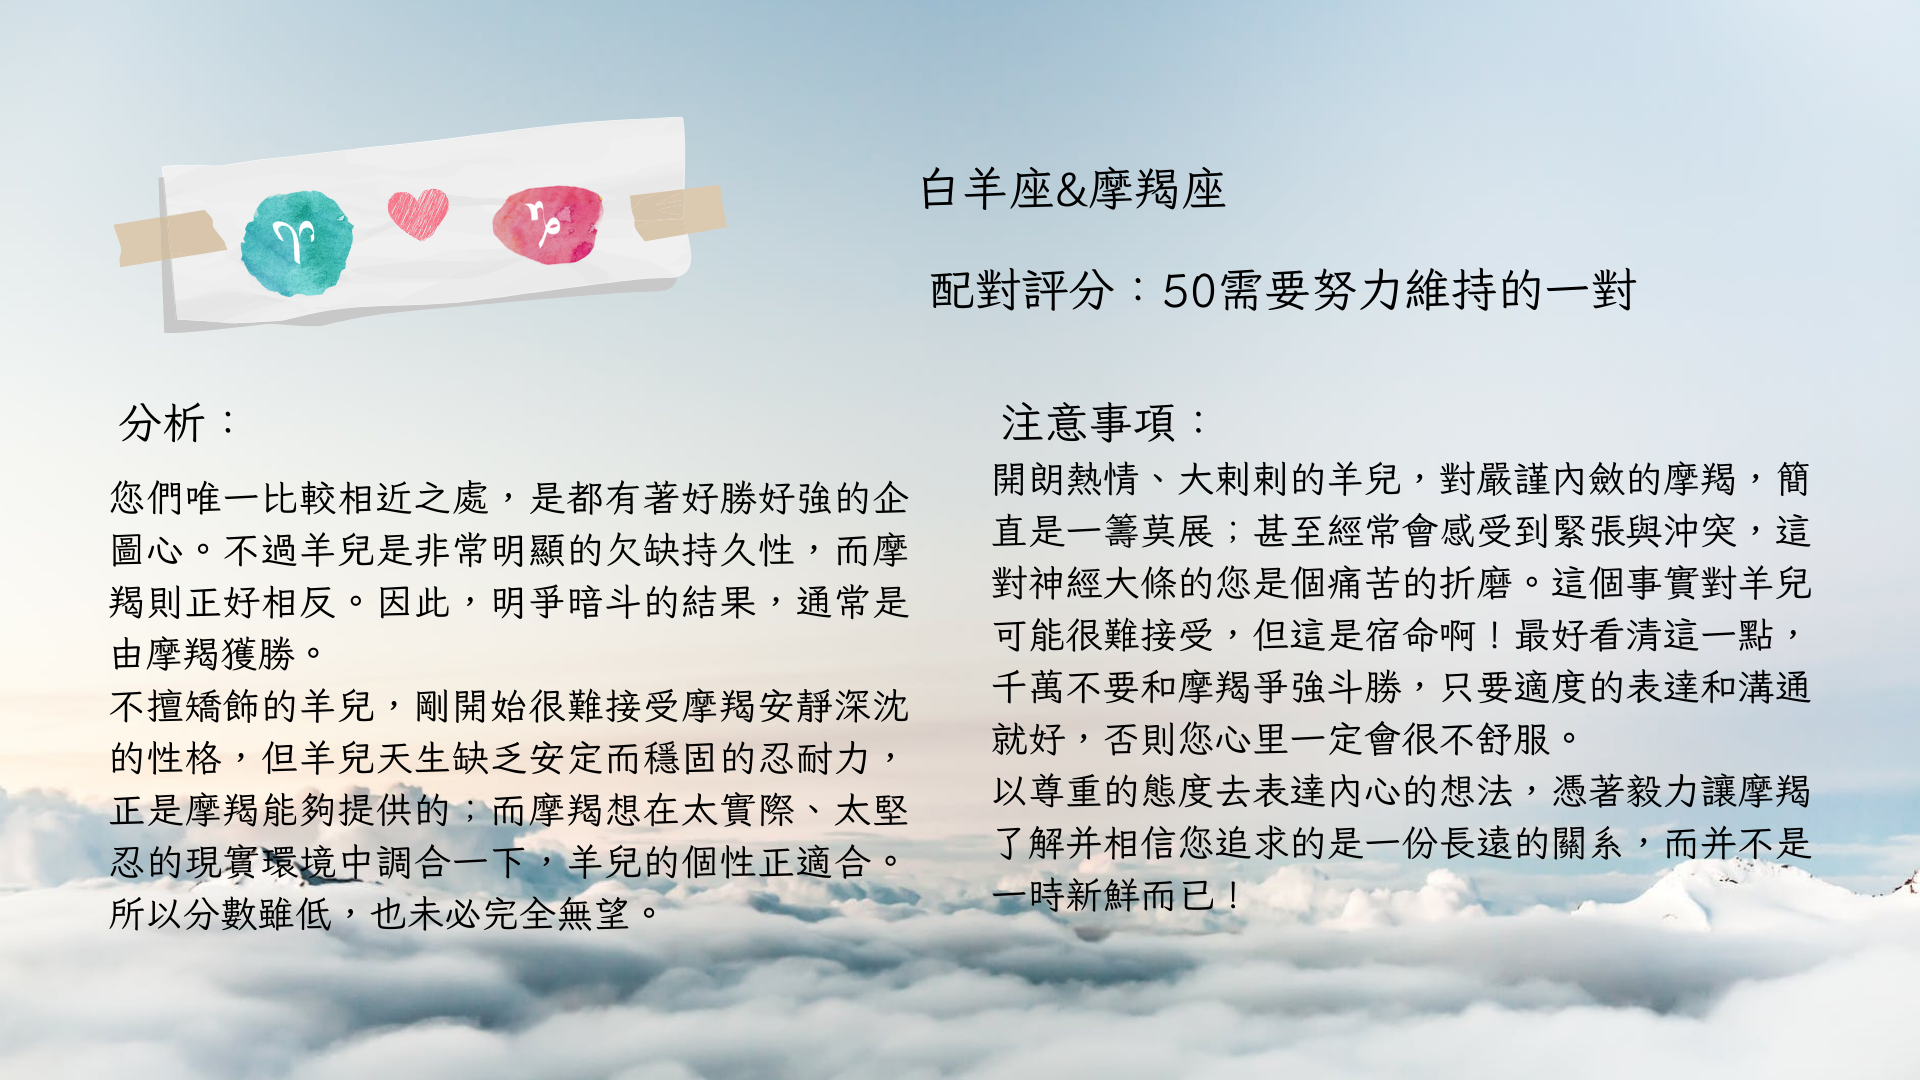 白羊座&摩羯座
配對評分：50需要努力維持的一對
分析：
您們唯一比較相近之處，是都有著好勝好強的企
圖心。不過羊兒是非常明顯的欠缺持久性，而摩
羯則正好相反。因此，明爭暗斗的結果，通常是
由摩羯獲勝。
不擅矯飾的羊兒，剛開始很難接受摩羯安靜深沈
的性格，但羊兒天生缺乏安定而穩固的忍耐力，
正是摩羯能夠提供的；而摩羯想在太實際、太堅
忍的現實環境中調合一下，羊兒的個性正適合。
所以分數雖低，也未必完全無望。
注意事項：
開朗熱情、大剌剌的羊兒，對嚴謹內斂的摩羯，簡
直是一籌莫展；甚至經常會感受到緊張與沖突，這
對神經大條的您是個痛苦的折磨。這個事實對羊兒
可能很難接受，但這是宿命啊！最好看清這一點，
千萬不要和摩羯爭強斗勝，只要適度的表達和溝通
就好，否則您心里一定會很不舒服。
以尊重的態度去表達內心的想法，憑著毅力讓摩羯
了解并相信您追求的是一份長遠的關系，而并不是
一時新鮮而已！